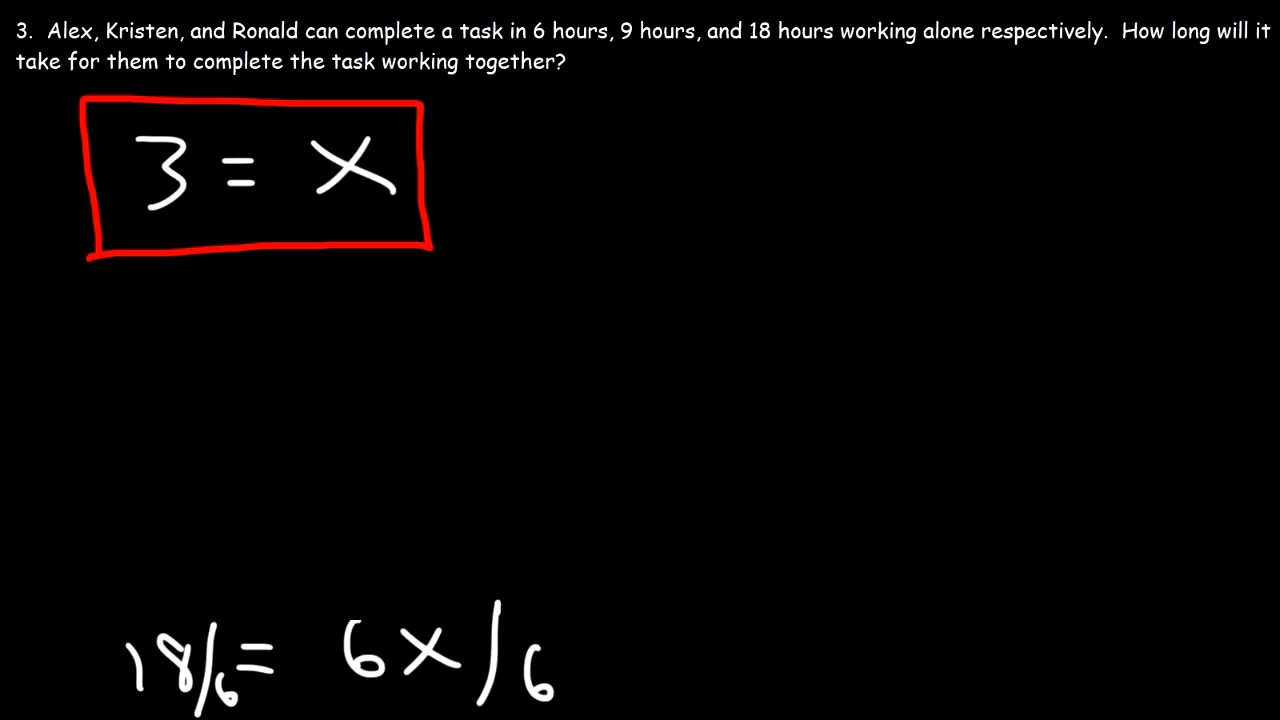 3. Alex, Kristen, and Ronald can complete a task in 6 hours, 9 hours, and 18 hours working alone respectively. How long will it
take for them to complete the task working together?
3 = x
18/6 = 6x/6